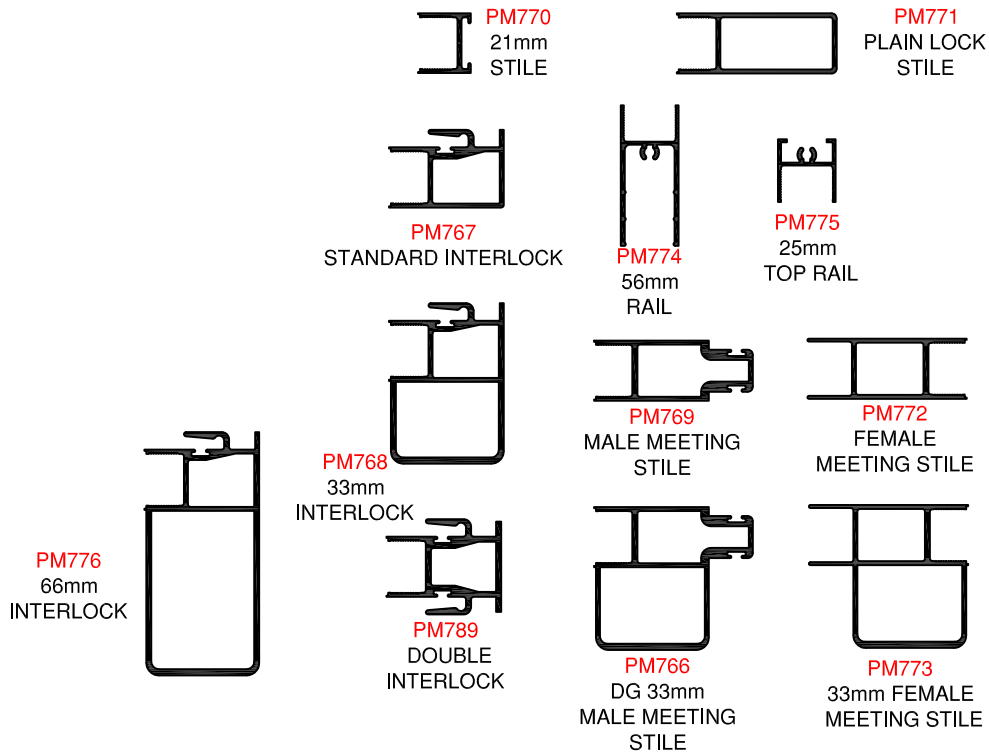 PM770
21mm
STILE
PM771
PLAIN LOCK
STILE
PM767
STANDARD INTERLOCK
PM774
56mm
RAIL
PM775
25mm
TOP RAIL
PM768
33mm
INTERLOCK
PM769
MALE MEETING
STILE
PM772
FEMALE
MEETING STILE
PM776
66mm
INTERLOCK
PM789
DOUBLE
INTERLOCK
PM766
DG 33mm
MALE MEETING
STILE
PM773
33mm FEMALE
MEETING STILE